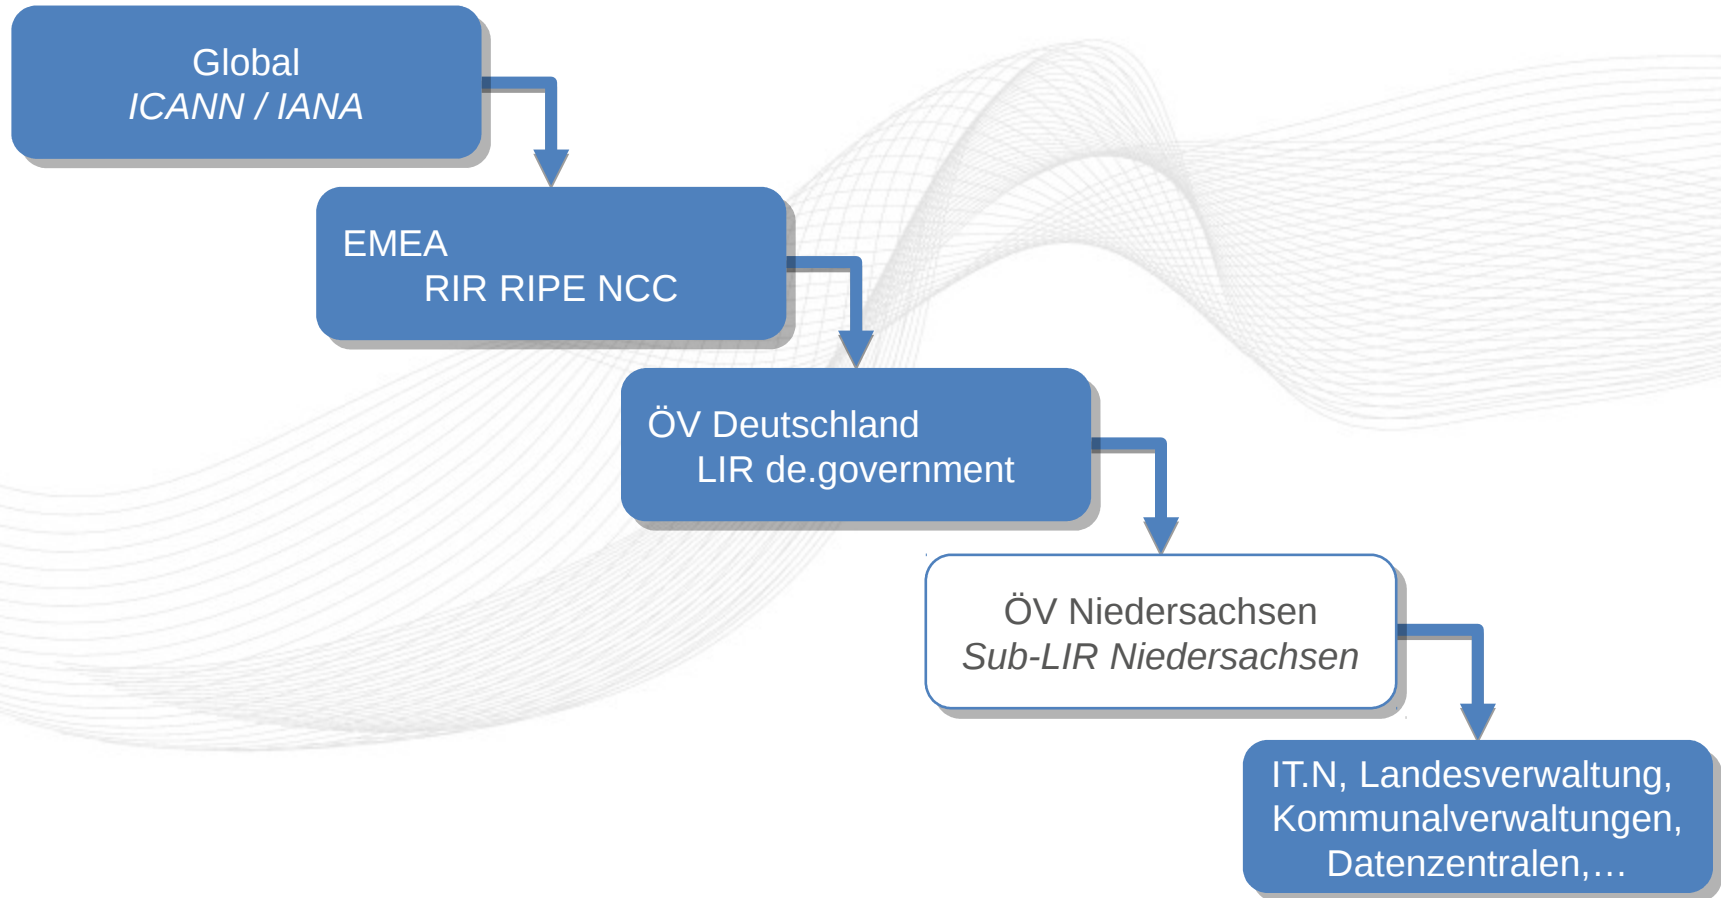 Global
ICANN / IANA
EMEA
RIR RIPE NCC
ÖV Deutschland
LIR de.government
ÖV Niedersachsen
Sub-LIR Niedersachsen
IT.N, Landesverwaltung,
Kommunalverwaltungen,
Datenzentralen,…